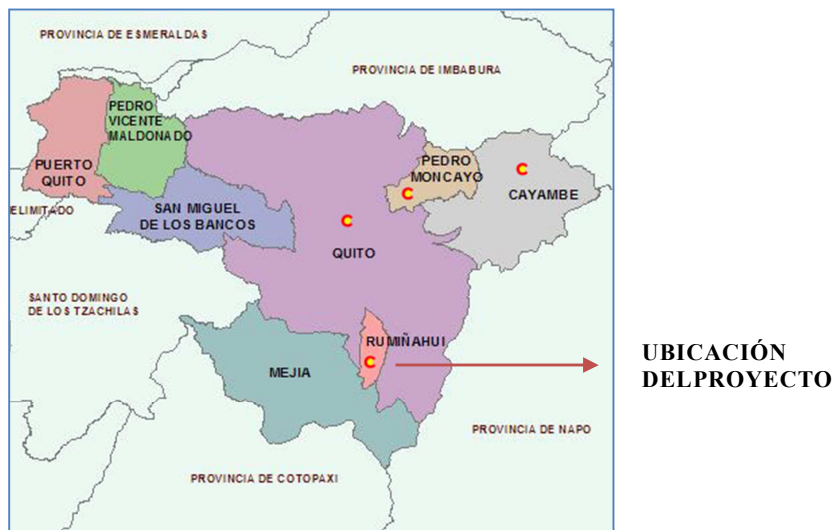 PROVINCIA DE ESMERALDAS
PROVINCIA DE IMBABURA
PEDRO
VICENTE
MALDONADO
PUERTO
QUITO
PEDRO
MONCAYO
C
C
CAYAMBE
ELIMITADO
SAN MIGUEL
DE LOS BANCOS
C
QUITO
SANTO DOMINGO
DE LOS TZACHILAS
RUMIÑAHUI
C
MEJIA
UBICACIÓN
DELPROYECTO
PROVINCIA DE NAPO
PROVINCIA DE COTOPAXI